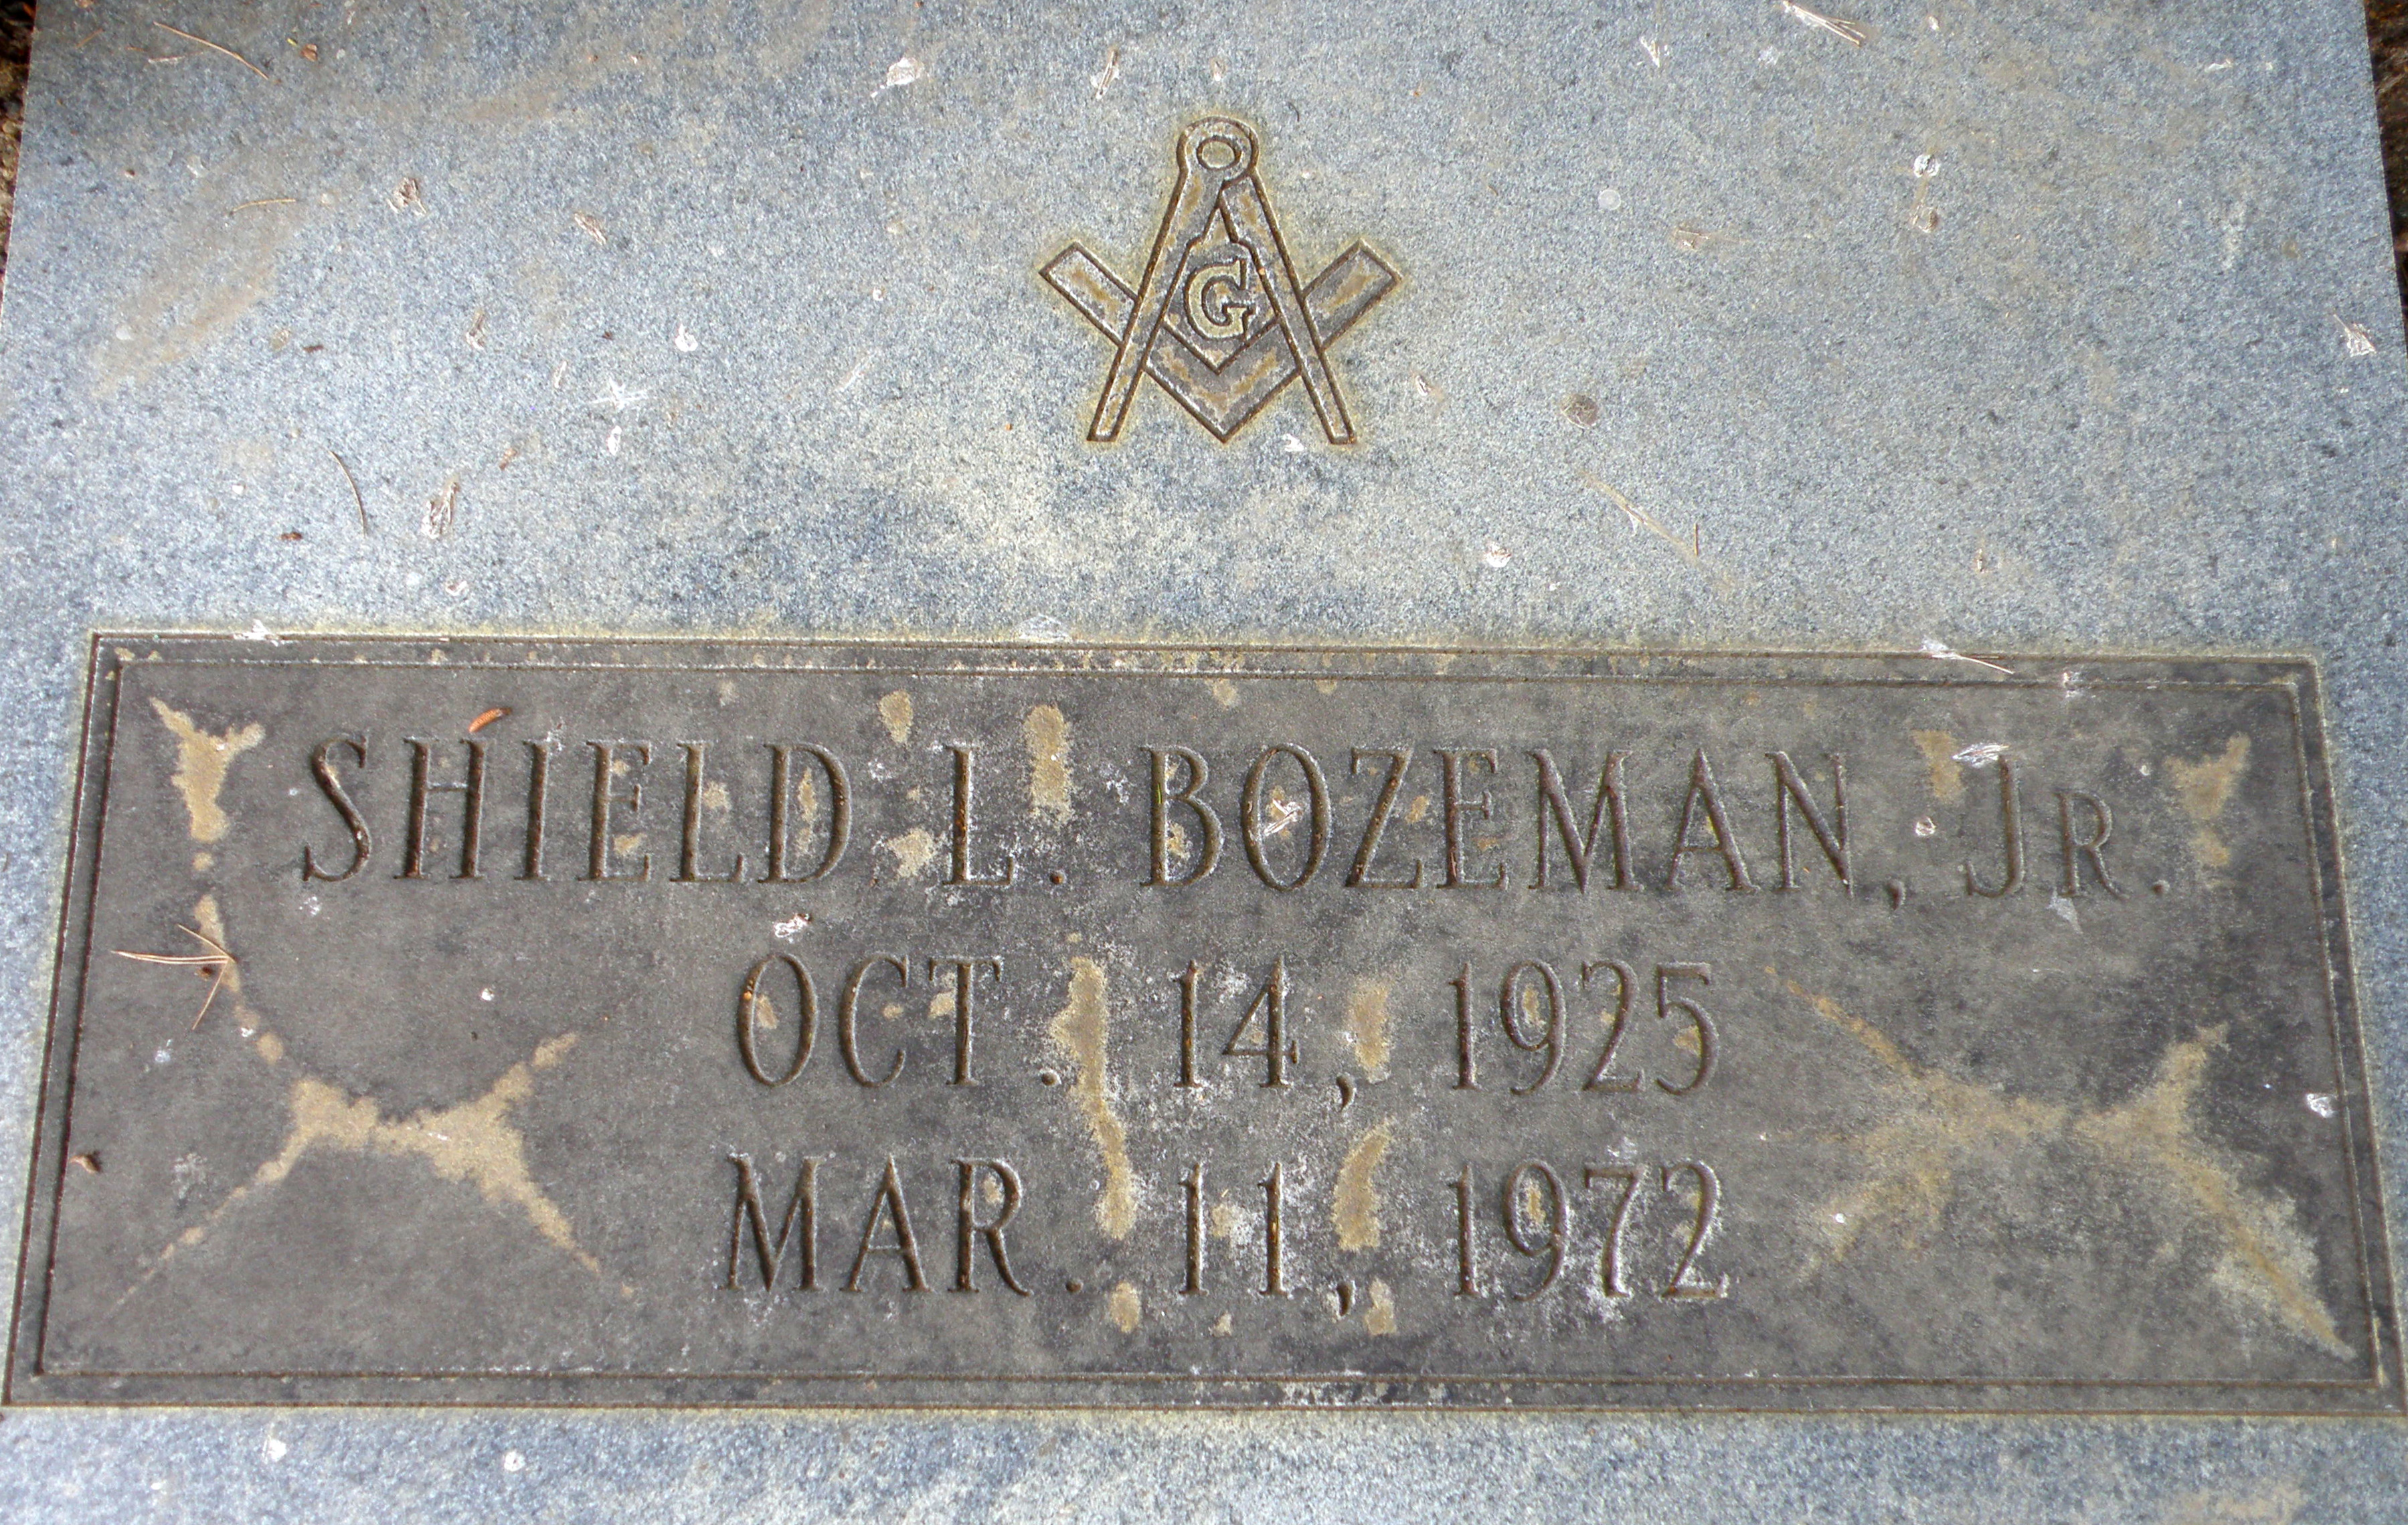 G
SHIELD L. BOZEMAN, JR.
OCT. 14, 1925
MAR. 11, 1972